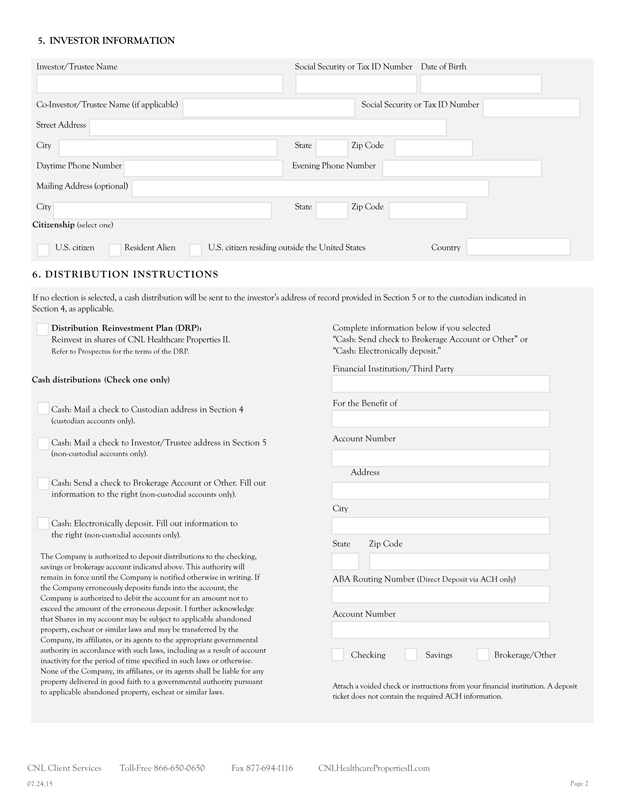 5. INVESTOR INFORMATION
Investor/Trustee Name Social Security or Tax ID Number Date of Birth
Co-Investor/Trustee Name (if applicable) Social Security or Tax ID Number
Street Address
City State Zip Code
Daytime Phone Number Evening Phone Number
Mailing Address (optional)
City State Zip Code
Citizenship (select one)
U.S. citizen Resident Alien U.S. citizen residing outside the United States Country
6. DISTRIBUTION INSTRUCTIONS
If no election is selected, a cash distribution will be sent to the investor's address of record provided in Section 5 or to the custodian indicated in
Section 4, as applicable.
Distribution Reinvestment Plan (DRP):
Reinvest in shares of CNL Healthcare Properties II.
Refer to Prospectus for the terms of the DRP.
Cash distributions (Check one only)
Cash: Mail a check to Custodian address in Section 4
(custodian accounts only).
Cash: Mail a check to Investor/Trustee address in Section 5
(non-custodial accounts only).
Cash: Send a check to Brokerage Account or Other. Fill out
information to the right (non-custodial accounts only).
Cash: Electronically deposit. Fill out information to
the right (non-custodial accounts only).
The Company is authorized to deposit distributions to the checking,
savings or brokerage account indicated above. This authority will
remain in force until the Company is notified otherwise in writing. If
the Company erroneously deposits funds into the account, the
Company is authorized to debit the account for an amount not to
exceed the amount of the erroneous deposit. I further acknowledge
that Shares in my account may be subject to applicable abandoned
property, escheat or similar laws and may be transferred by the
Company, its affiliates, or its agents to the appropriate governmental
authority in accordance with such laws, including as a result of account
inactivity for the period of time specified in such laws or otherwise.
None of the Company, its affiliates, or its agents shall be liable for any
property delivered in good faith to a governmental authority pursuant
to applicable abandoned property, escheat or similar laws.
Complete information below if you selected
“Cash: Send check to Brokerage Account or Other” or
“Cash: Electronically deposit.”
Financial Institution/Third Party
For the Benefit of
Account Number
Address
City
State Zip Code
ABA Routing Number (Direct Deposit via ACH only)
Account Number
Checking Savings Brokerage/Other
Attach a voided check or instructions from your financial institution. A deposit
ticket does not contain the required ACH information.
CNL Client Services Toll-Free 866-650-0650 Fax 877-694-1116 CNLHealthcarePropertiesII.com
07.24.15 Page 2